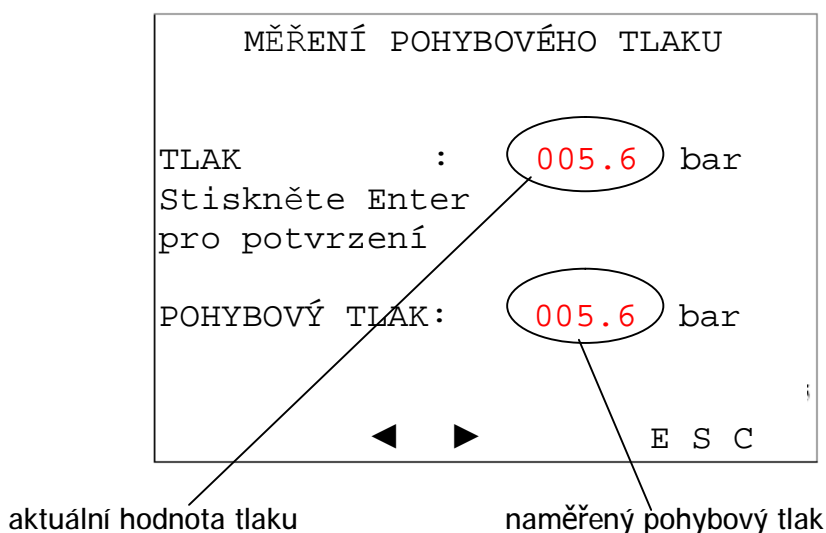 MĚŘENÍ POHYBOVÉHO TLAKU
TLAK : 005.6 bar
Stiskněte Enter
pro potvrzení
POHYBOVÝ TLAK: 005.6 bar
◄ ► E S C
aktuální hodnota tlaku naměřený pohybový tlak